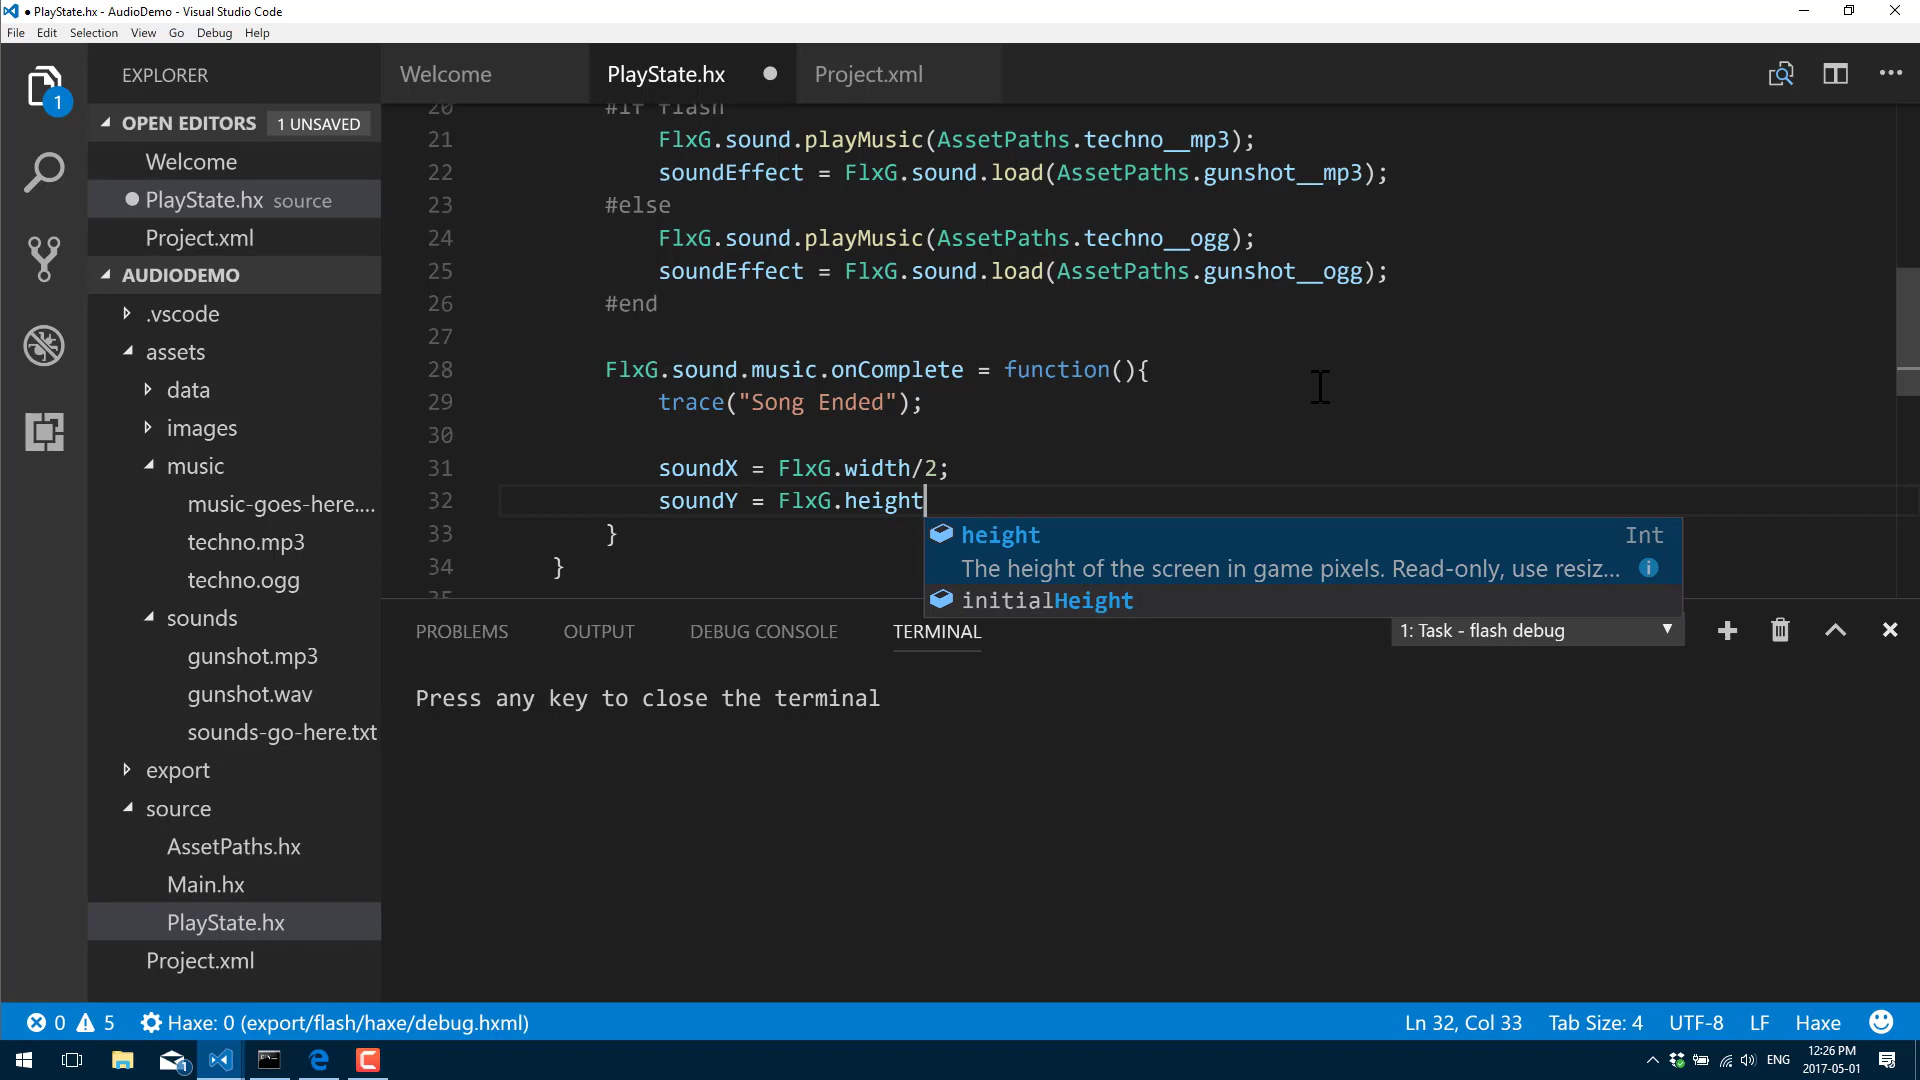 ● PlayState.hx - AudioDemo - Visual Studio Code
File Edit Selection View Go Debug Help
1
EXPLORER
OPEN EDITORS 1 UNSAVED
Welcome
PlayState.hx source
Project.xml
AUDIODEMO
.vscode
assets
data
images
music
music-goes-here....
techno.mp3
techno.ogg
sounds
gunshot.mp3
gunshot.wav
sounds-go-here.txt
export
source
AssetPaths.hx
Main.hx
PlayState.hx
Project.xml
Welcome PlayState.hx Project.xml
20 #if flash
21 FlxG.sound.playMusic(AssetPaths.techno__mp3);
22 soundEffect = FlxG.sound.load(AssetPaths.gunshot__mp3);
23 #else
24 FlxG.sound.playMusic(AssetPaths.techno__ogg);
25 soundEffect = FlxG.sound.load(AssetPaths.gunshot__ogg);
26 #end
27
28 FlxG.sound.music.onComplete = function(){
29 trace("Song Ended");
30
31 soundX = FlxG.width/2;
32 soundY = FlxG.height
33 }
34 }
35
height Int
The height of the screen in game pixels. Read-only, use resiz...
initialHeight
PROBLEMS OUTPUT DEBUG CONSOLE TERMINAL 1: Task - flash debug
Press any key to close the terminal
0 5 Haxe: 0 (export/flash/haxe/debug.hxml) Ln 32, Col 33 Tab Size: 4 UTF-8 LF Haxe
1 ENG 12:26 PM
2017-05-01